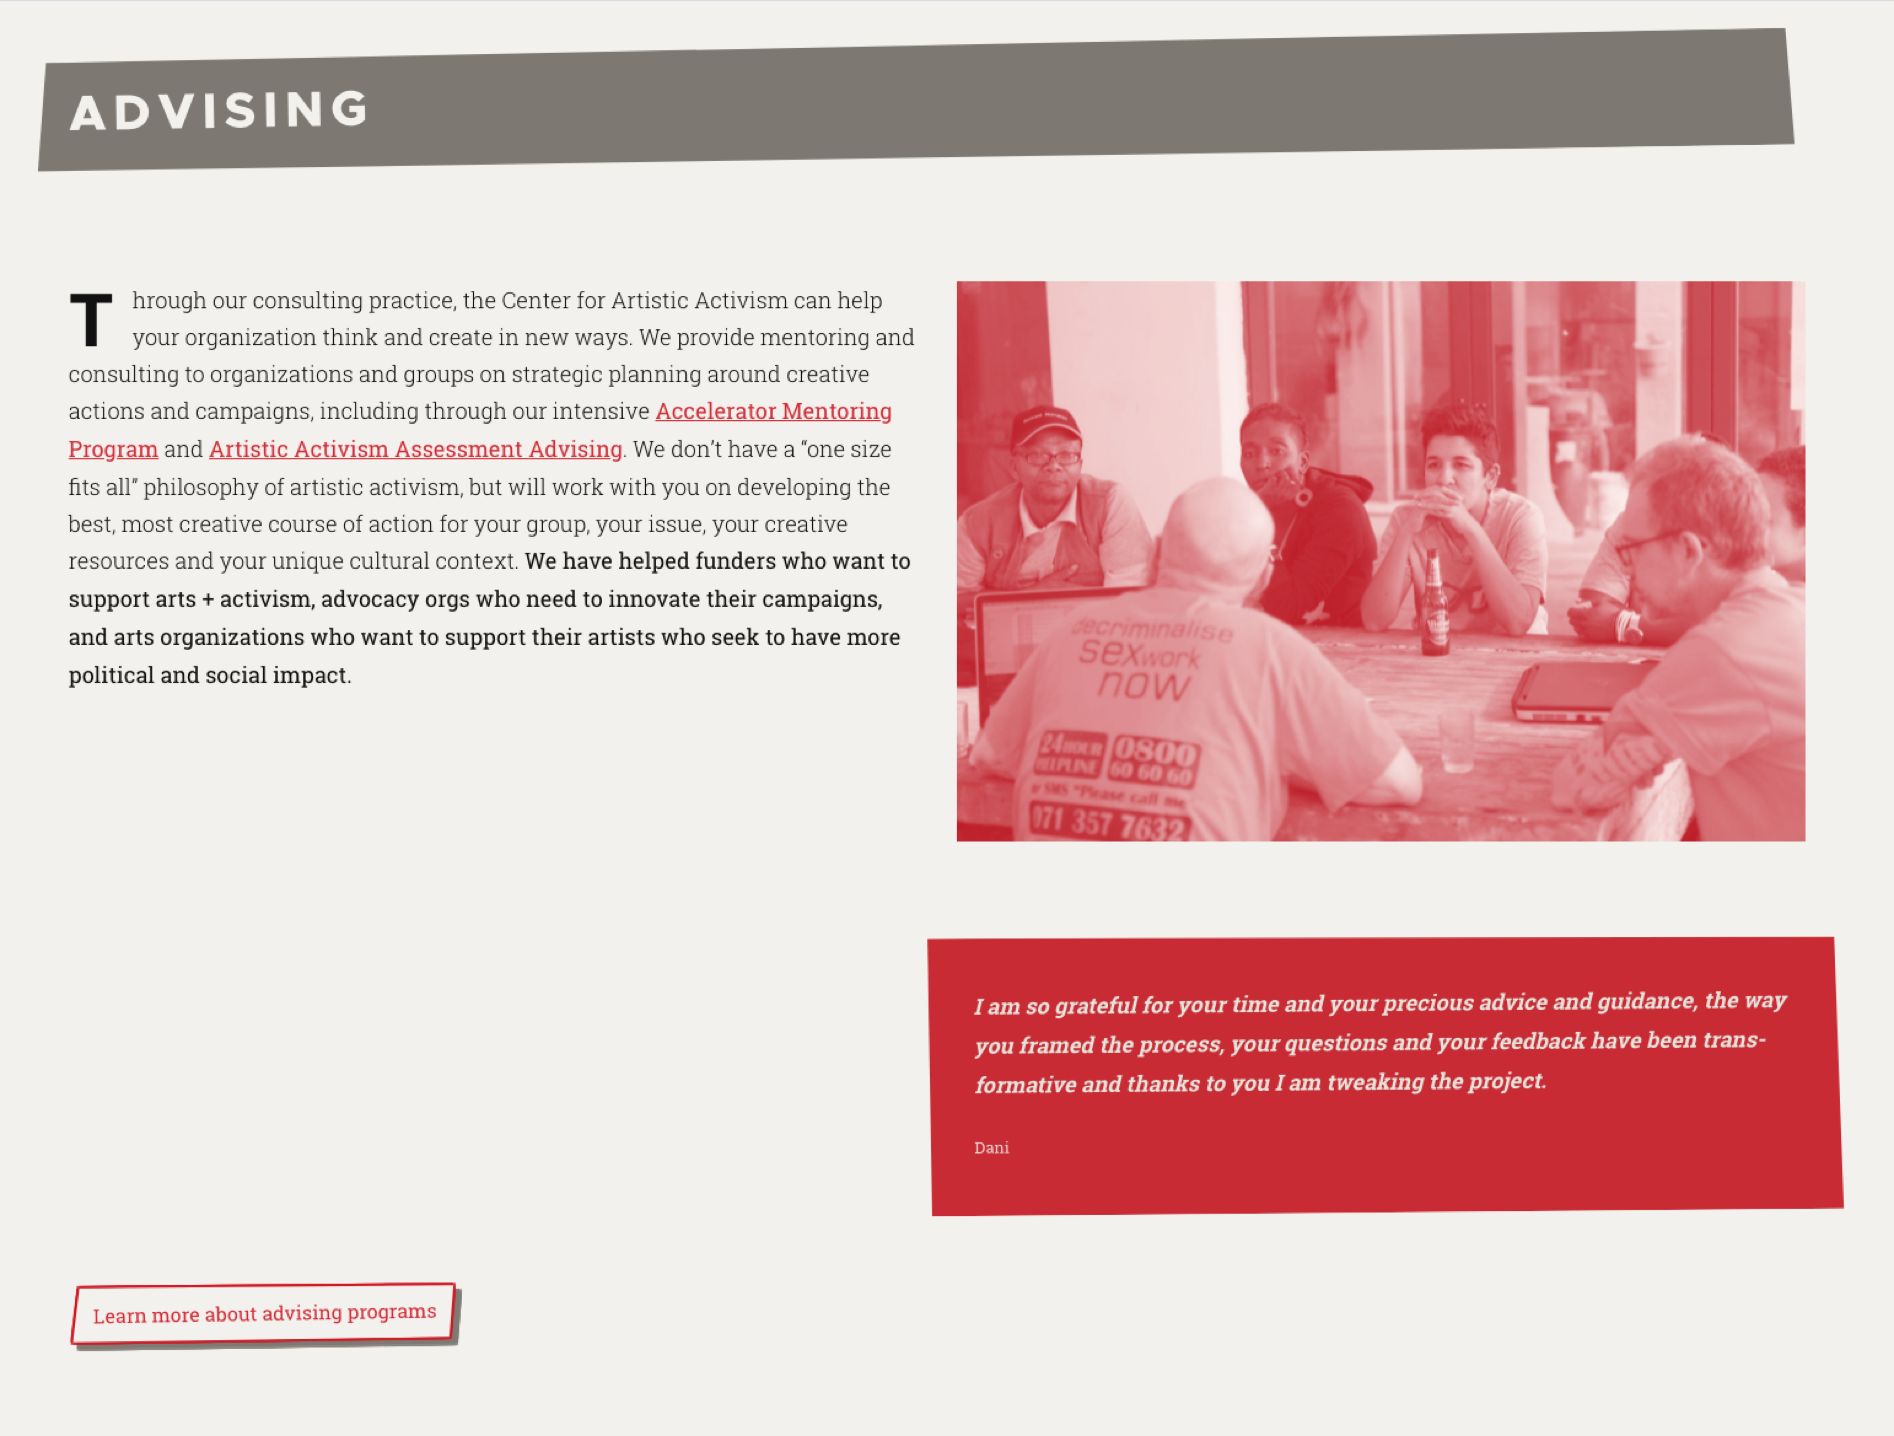 ADVISING
Through our consulting practice, the Center for Artistic Activism can help
your organization think and create in new ways. We provide mentoring and
consulting to organizations and groups on strategic planning around creative
actions and campaigns, including through our intensive Accelerator Mentoring
Program and Artistic Activism Assessment Advising. We don’t have a “one size
fits all” philosophy of artistic activism, but will work with you on developing the
best, most creative course of action for your group, your issue, your creative
resources and your unique cultural context. We have helped funders who want to
support arts + activism, advocacy orgs who need to innovate their campaigns,
and arts organizations who want to support their artists who seek to have more
political and social impact.
decriminalise
sexwork
now
24HOUR 0800
HELPLINE 60 60 60
r SMS "Please call me
071 357 7632
I am so grateful for your time and your precious advice and guidance, the way
you framed the process, your questions and your feedback have been trans-
formative and thanks to you I am tweaking the project.
Dani
Learn more about advising programs